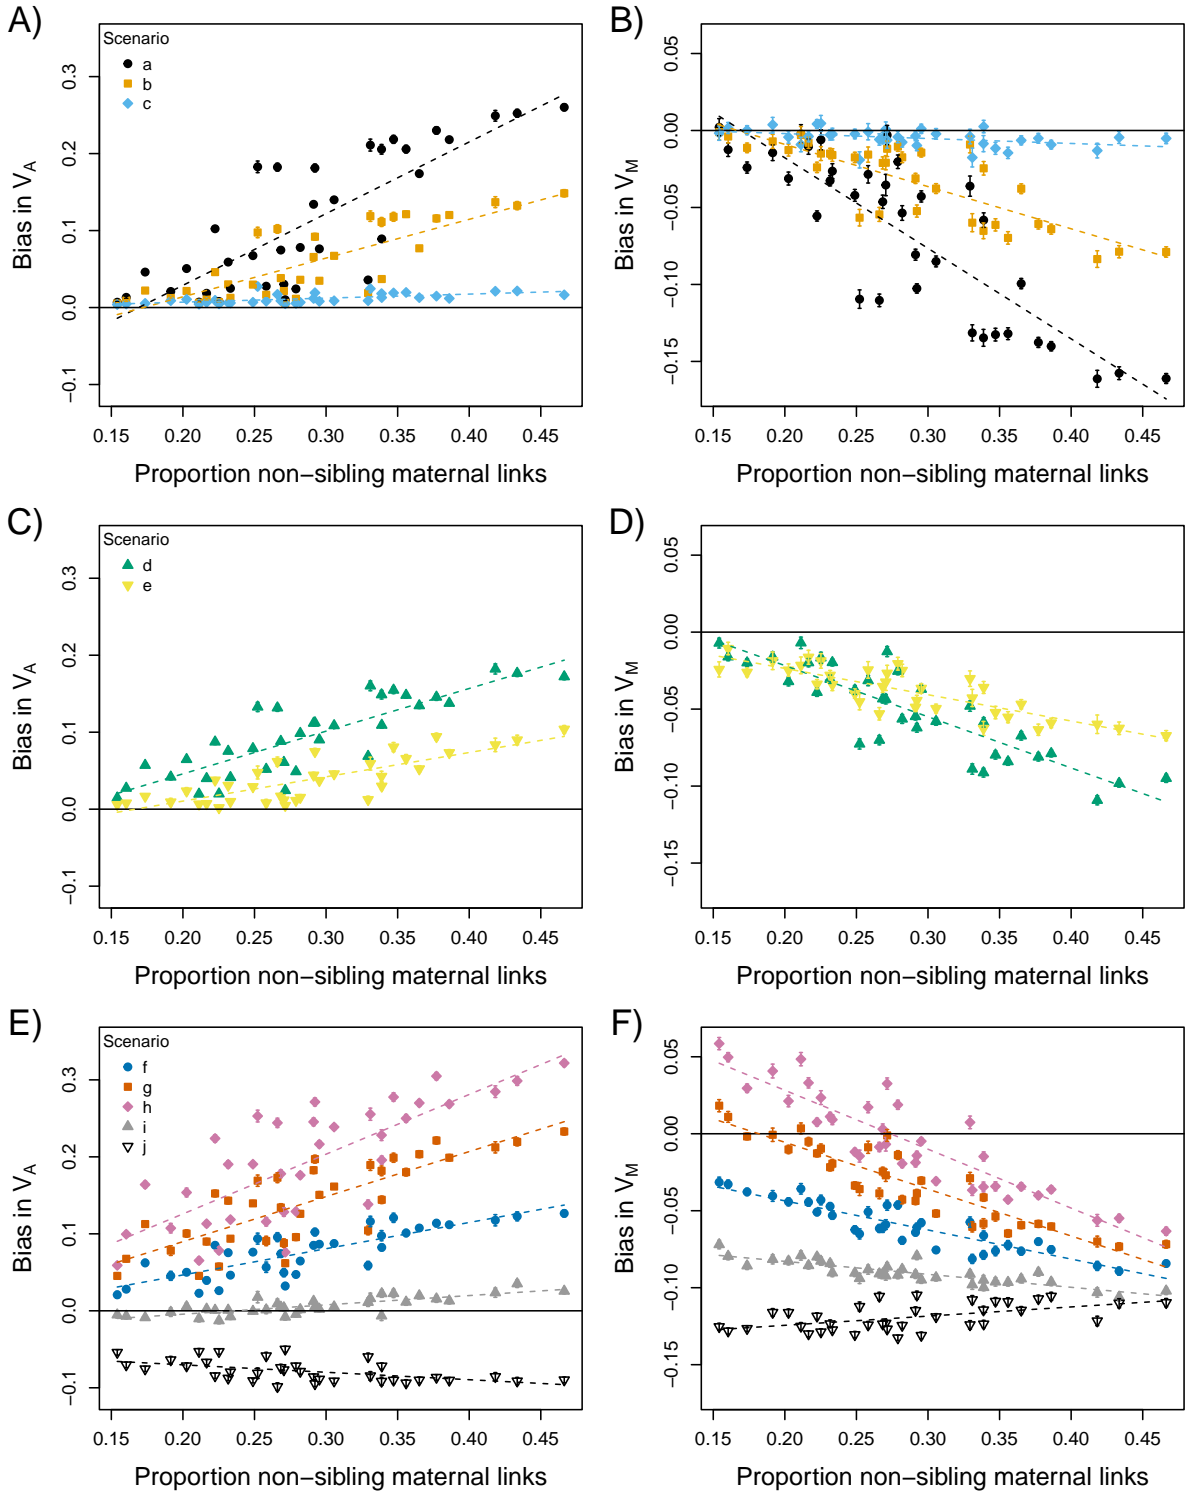 A)
Scenario
a
b
c
Bias in VA
−0.1 0.0 0.1 0.2 0.3
0.15 0.20 0.25 0.30 0.35 0.40 0.45
Proportion non−sibling maternal links
B)
Bias in VM
−0.15 −0.10 −0.05 0.00 0.05
0.15 0.20 0.25 0.30 0.35 0.40 0.45
Proportion non−sibling maternal links
C)
Scenario
d
e
Bias in VA
−0.1 0.0 0.1 0.2 0.3
0.15 0.20 0.25 0.30 0.35 0.40 0.45
Proportion non−sibling maternal links
D)
Bias in VM
−0.15 −0.10 −0.05 0.00 0.05
0.15 0.20 0.25 0.30 0.35 0.40 0.45
Proportion non−sibling maternal links
E)
Scenario
f
g
h
i
j
Bias in VA
−0.1 0.0 0.1 0.2 0.3
0.15 0.20 0.25 0.30 0.35 0.40 0.45
Proportion non−sibling maternal links
F)
Bias in VM
−0.15 −0.10 −0.05 0.00 0.05
0.15 0.20 0.25 0.30 0.35 0.40 0.45
Proportion non−sibling maternal links